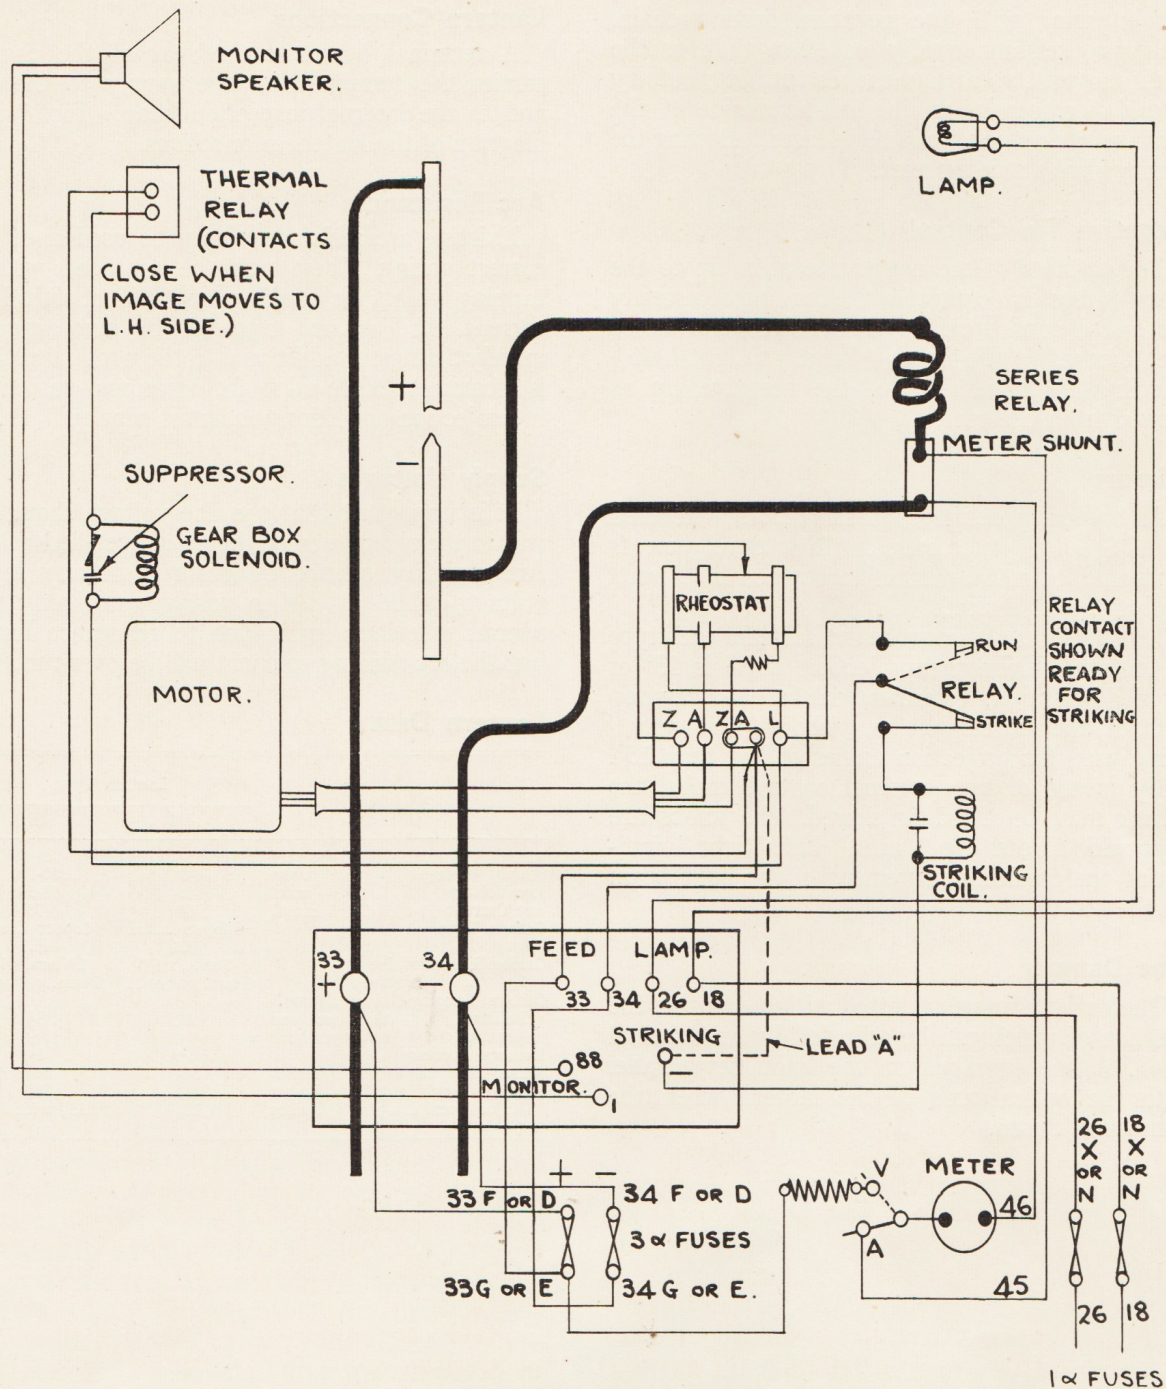 MONITOR
SPEAKER.
LAMP.
THERMAL
RELAY
(CONTACTS
CLOSE WHEN
IMAGE MOVES TO
L.H. SIDE.)
+
−
SERIES
RELAY.
METER SHUNT.
SUPPRESSOR.
GEAR BOX
SOLENOID.
MOTOR.
RHEOSTAT
Z A Z A L
RUN
RELAY.
STRIKE
RELAY
CONTACT
SHOWN
READY
FOR
STRIKING
STRIKING
COIL.
FEED LAMP.
33
+
34
−
33 34 26 18
STRIKING
−
LEAD "A"
88
MONITOR.
1
+ −
33 F OR D
34 F OR D
3 α FUSES
33 G OR E
34 G OR E.
V
A
METER
46
45
26
X
OR
N
18
X
OR
N
26 18
1 α FUSES